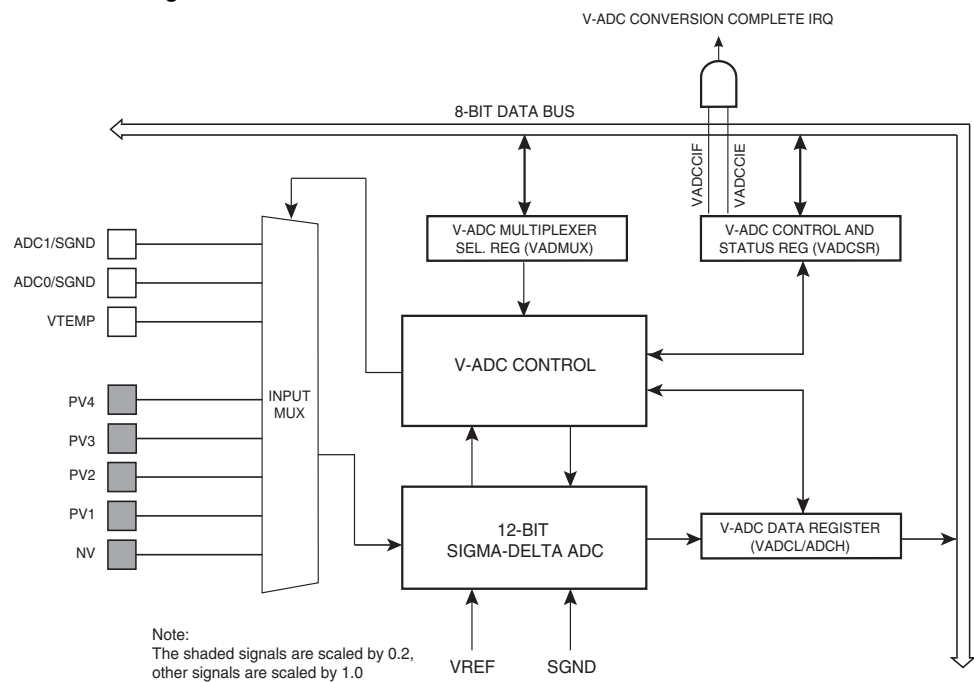 V-ADC CONVERSION COMPLETE IRQ
8-BIT DATA BUS
VADCCIF
VADCCIE
V-ADC MULTIPLEXER
SEL. REG (VADMUX)
V-ADC CONTROL AND
STATUS REG (VADCSR)
ADC1/SGND
ADC0/SGND
VTEMP
PV4
PV3
PV2
PV1
NV
INPUT
MUX
V-ADC CONTROL
12-BIT
SIGMA-DELTA ADC
V-ADC DATA REGISTER
(VADCL/ADCH)
VREF
SGND
Note:
The shaded signals are scaled by 0.2,
other signals are scaled by 1.0